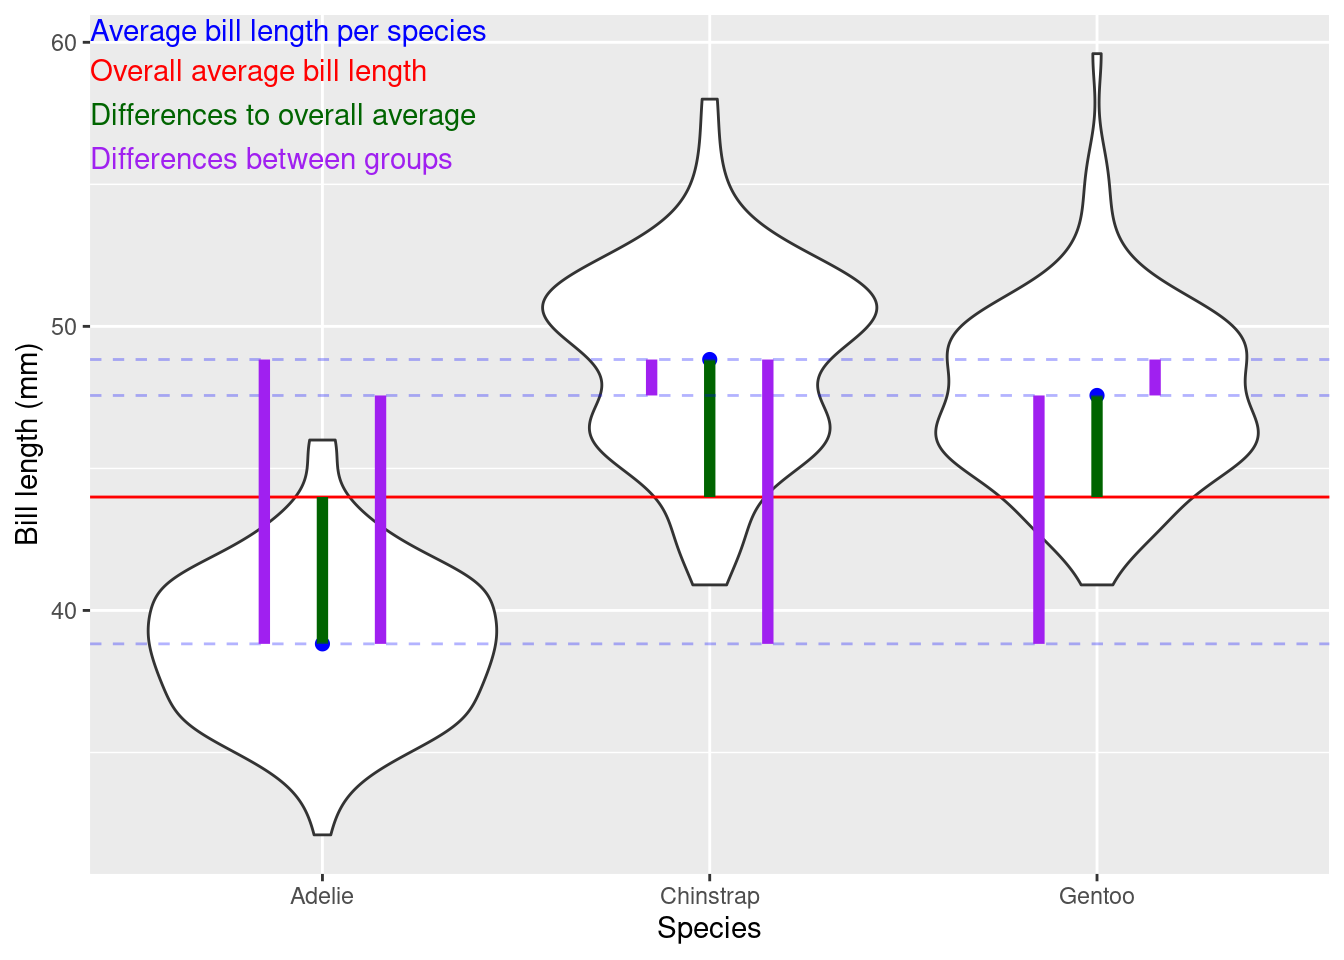 Average bill length per species
Overall average bill length
Differences to overall average
Differences between groups
60
50
40
Bill length (mm)
Adelie
Chinstrap
Gentoo
Species